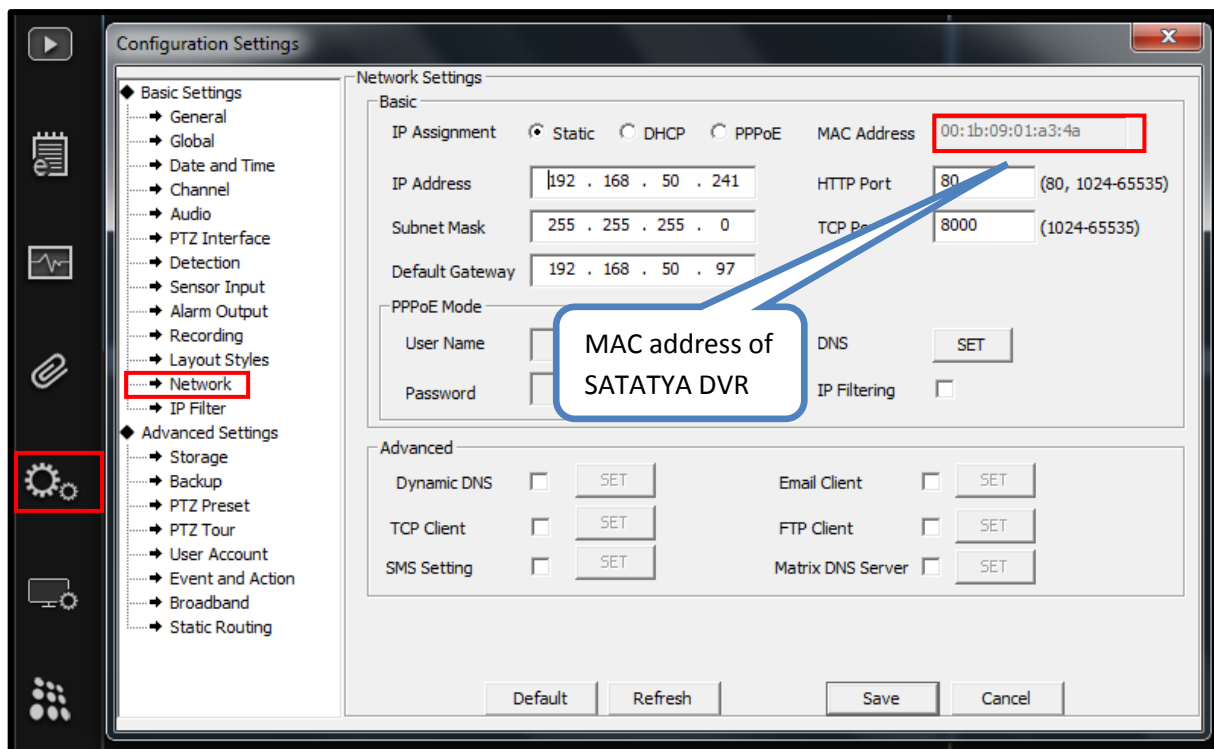 Configuration Settings
Basic Settings
General
Global
Date and Time
Channel
Audio
PTZ Interface
Detection
Sensor Input
Alarm Output
Recording
Layout Styles
Network
IP Filter
Advanced Settings
Storage
Backup
PTZ Preset
PTZ Tour
User Account
Event and Action
Broadband
Static Routing
Network Settings
Basic
IP Assignment Static DHCP PPPoE MAC Address 00:1b:09:01:a3:4a
IP Address 192 . 168 . 50 . 241 HTTP Port 80 (80, 1024-65535)
Subnet Mask 255 . 255 . 255 . 0 TCP 8000 (1024-65535)
Default Gateway 192 . 168 . 50 . 97
PPPoE Mode
User Name DNS SET
Password IP Filtering
MAC address of
SATATYA DVR
Advanced
Dynamic DNS SET Email Client SET
TCP Client SET FTP Client SET
SMS Setting SET Matrix DNS Server SET
Default Refresh Save Cancel